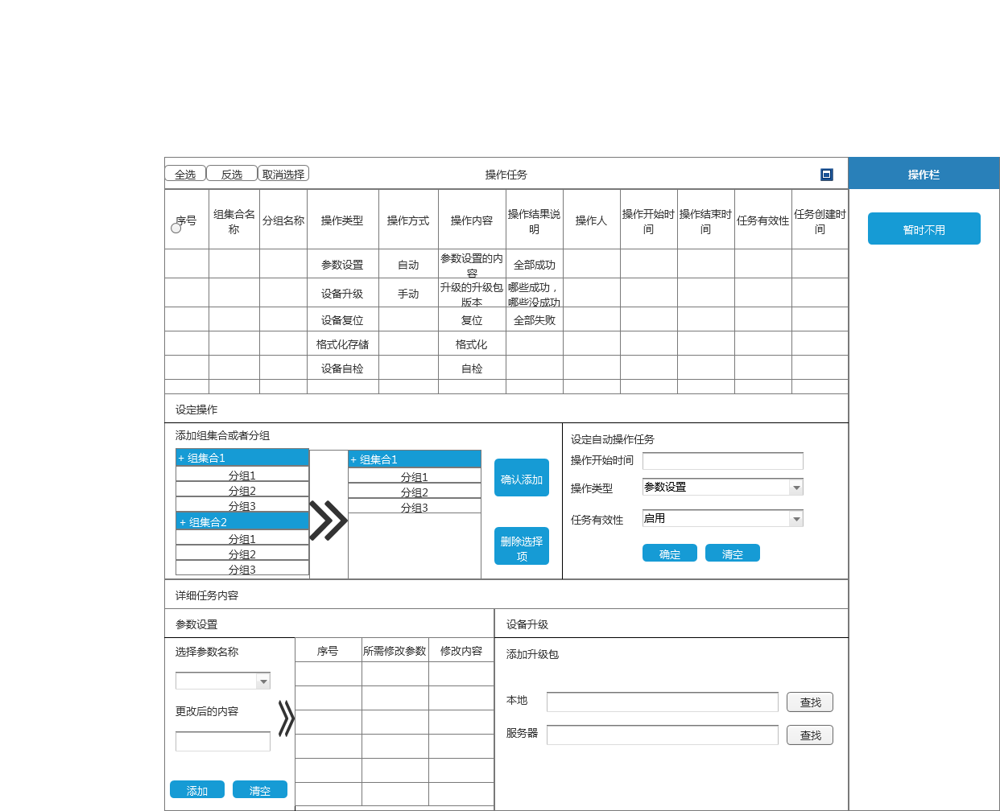 全选 反选 取消选择 操作任务 操作栏
序号 组集合名称 分组名称 操作类型 操作方式 操作内容 操作结果说明 操作人 操作开始时间 操作结束时间 任务有效性 任务创建时间
暂时不用
参数设置 自动 参数设置的内容 全部成功
设备升级 手动 升级的升级包版本 哪些成功，哪些没成功
设备复位 复位 全部失败
格式化存储 格式化
设备自检 自检
设定操作
添加组集合或者分组
+ 组集合1
分组1
分组2
分组3
+ 组集合2
分组1
分组2
分组3
+ 组集合1
分组1
分组2
分组3
确认添加
删除选择项
设定自动操作任务
操作开始时间
操作类型 参数设置
任务有效性 启用
确定 清空
详细任务内容
参数设置
选择参数名称
更改后的内容
添加 清空
序号 所需修改参数 修改内容
设备升级
添加升级包
本地 查找
服务器 查找